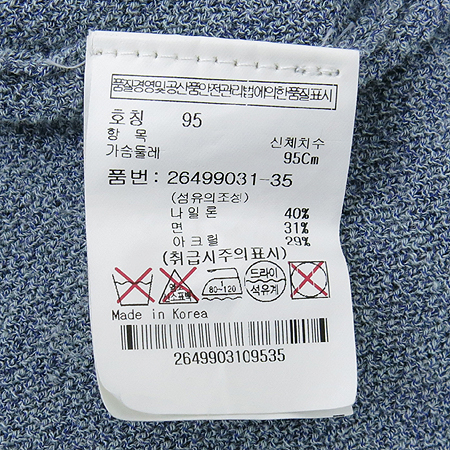 품질경영및공산품안전관리법에의한품질표시
호칭 95
항 목 신체치수
가슴둘레 95Cm
품번: 26499031-35
(섬유의조성)
나일론 40%
면 31%
아크릴 29%
(취급시주의표시)
80~120
드라이
석유계
Made in Korea
2649903109535